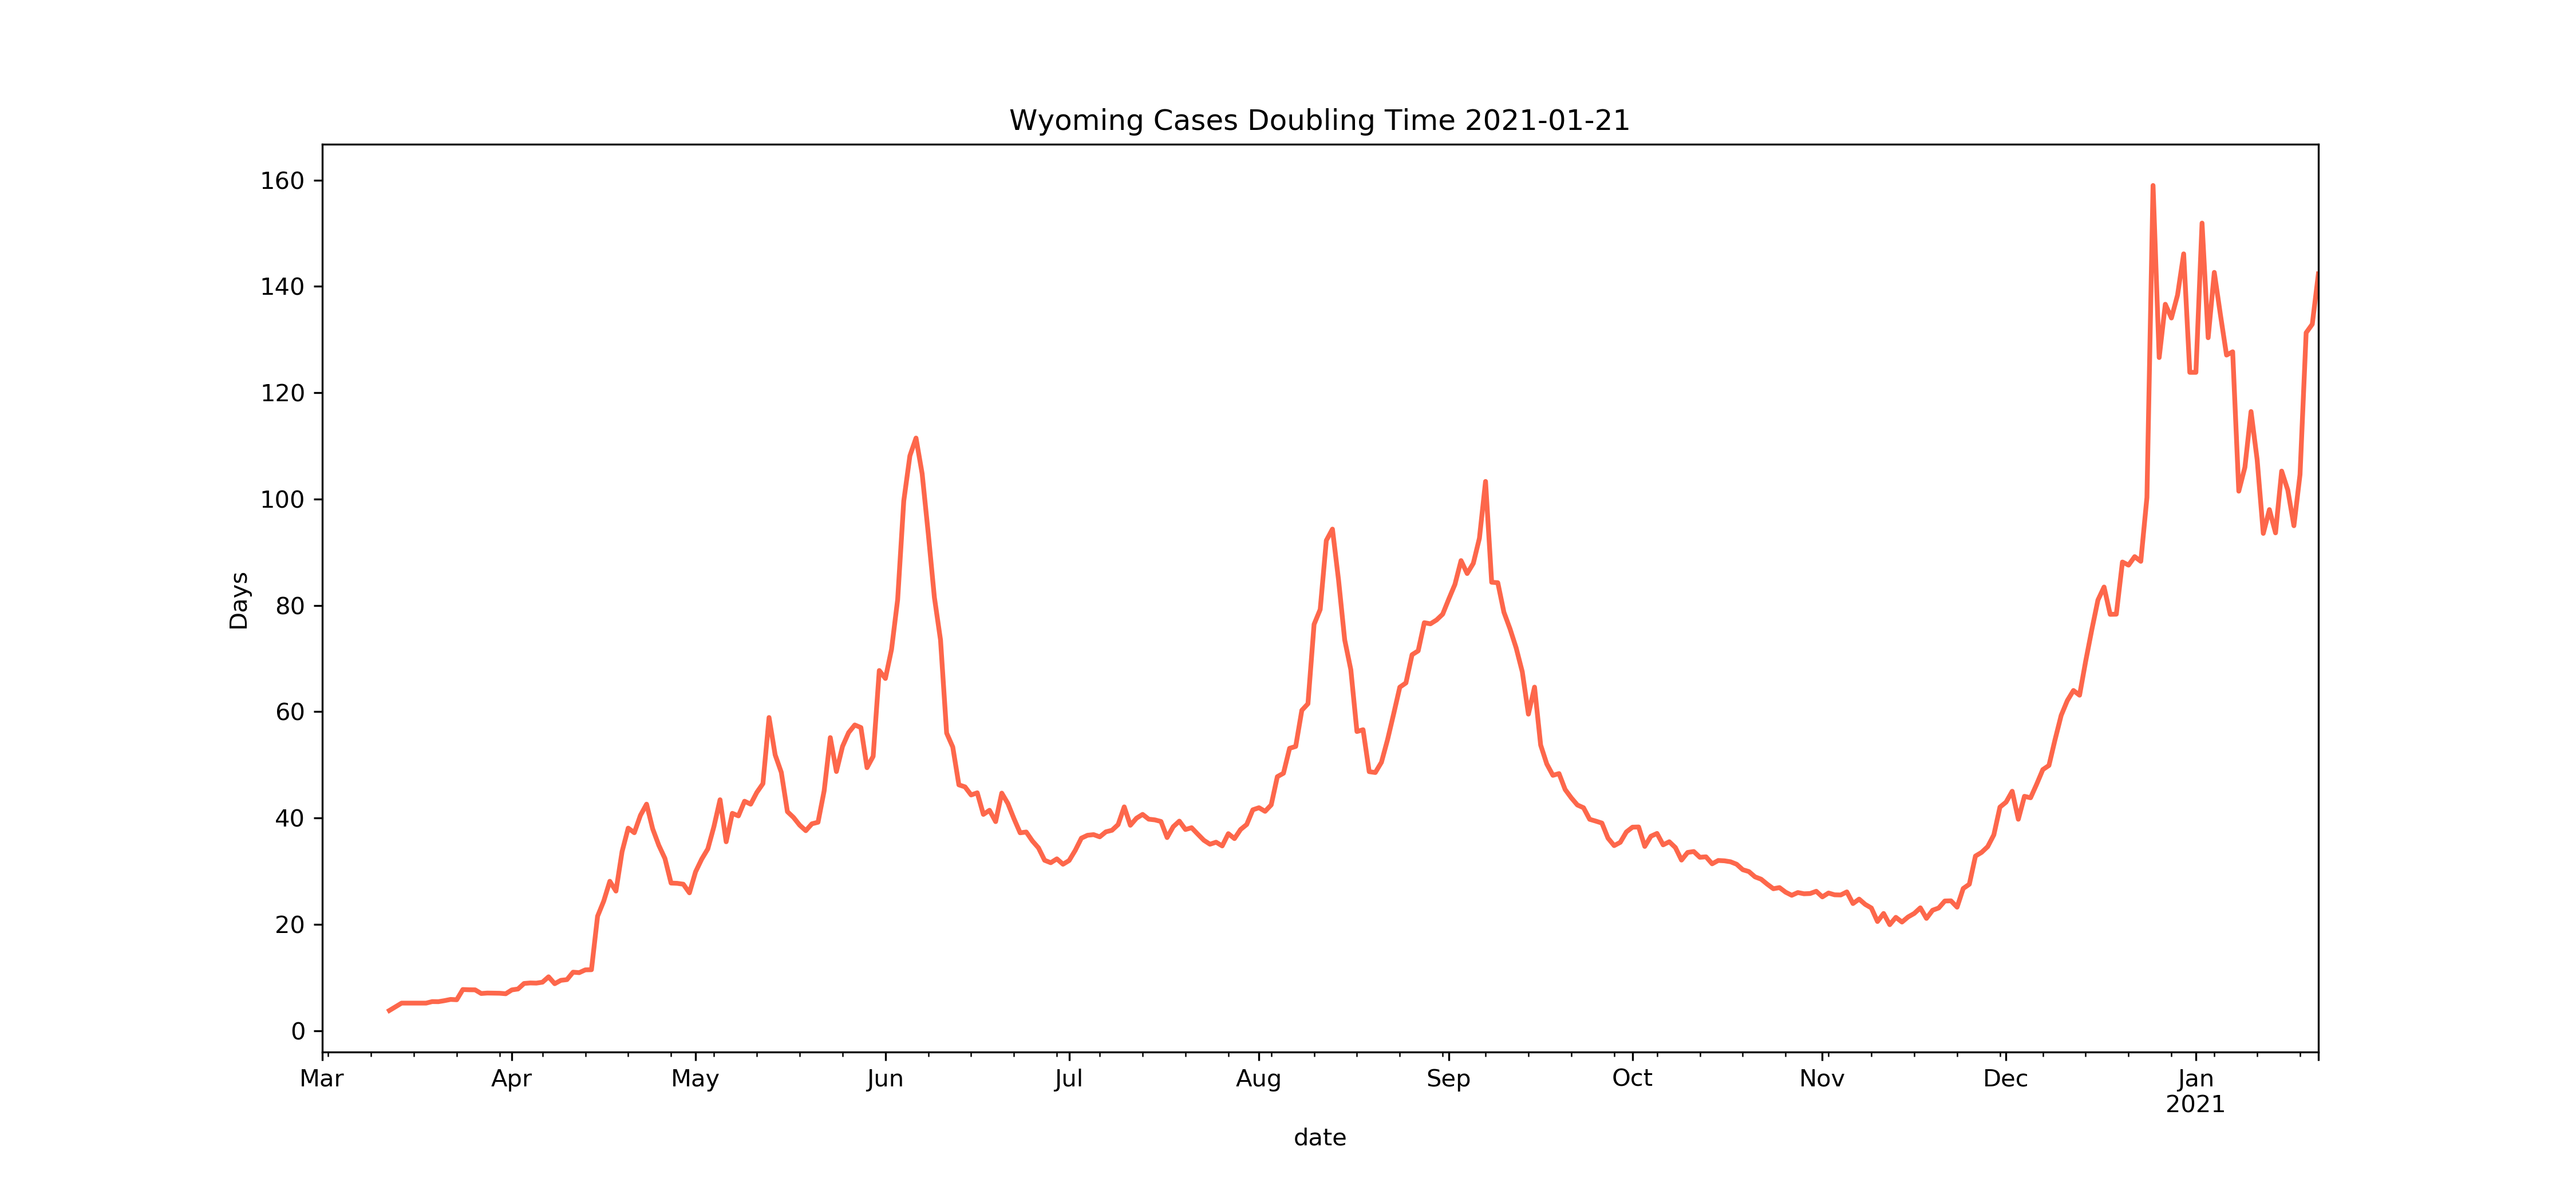 Wyoming Cases Doubling Time 2021-01-21
160
140
120
100
80
60
40
20
0
Days
Mar Apr May Jun Jul Aug Sep Oct Nov Dec Jan
2021
date